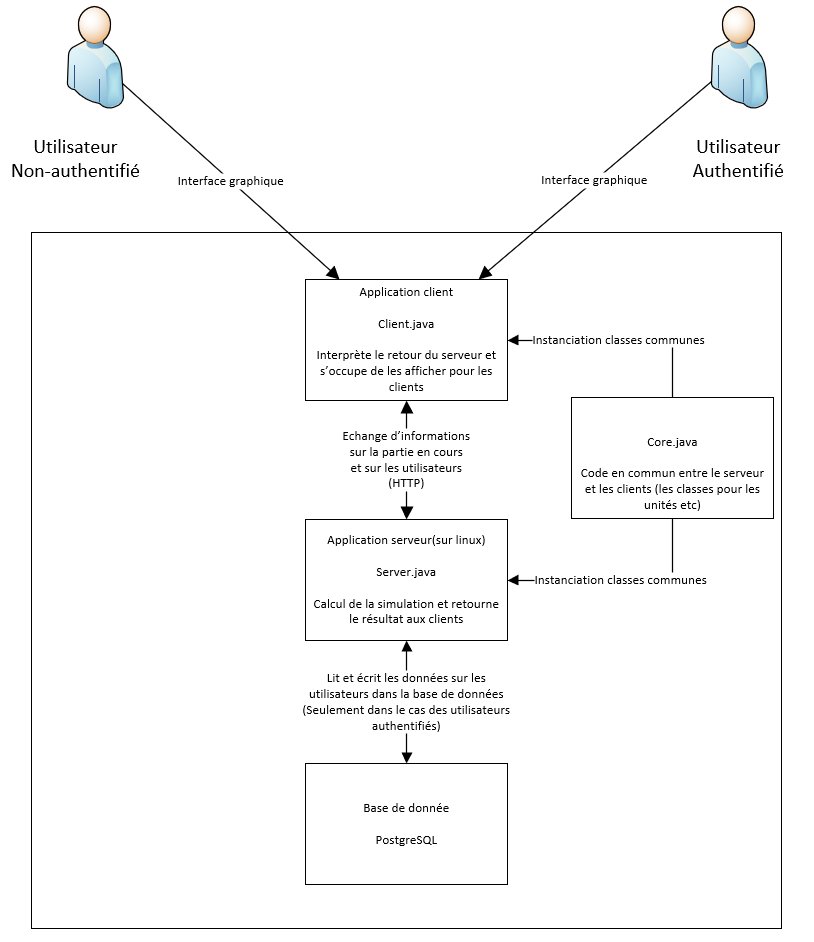 Utilisateur
Non-authentifié
Utilisateur
Authentifié
Interface graphique
Interface graphique
Application client
Client.java
Interprète le retour du serveur et
s’occupe de les afficher pour les
clients
Instanciation classes communes
Echange d’informations
sur la partie en cours
et sur les utilisateurs
(HTTP)
Core.java
Code en commun entre le serveur
et les clients (les classes pour les
unités etc)
Application serveur(sur linux)
Server.java
Calcul de la simulation et retourne
le résultat aux clients
Instanciation classes communes
Lit et écrit les données sur les
utilisateurs dans la base de données
(Seulement dans le cas des utilisateurs
authentifiés)
Base de donnée
PostgreSQL